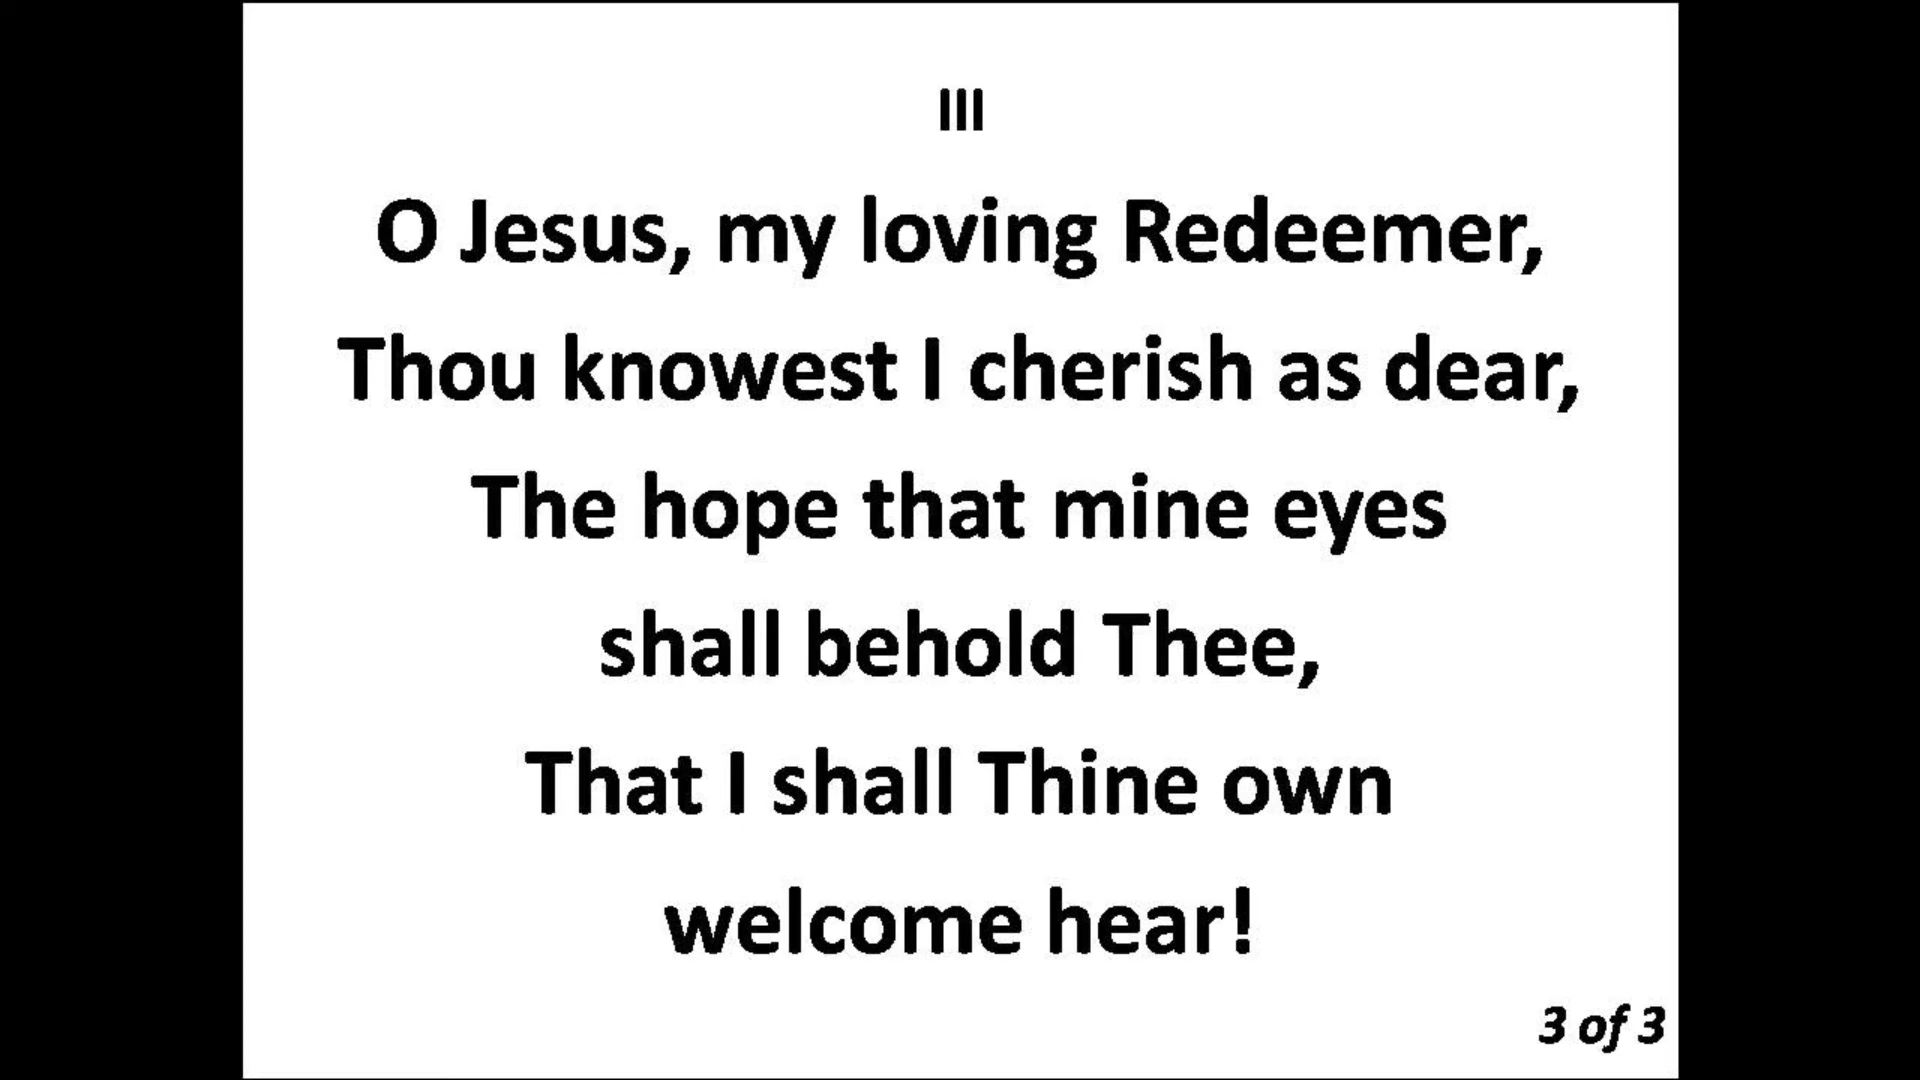 III
O Jesus, my loving Redeemer,
Thou knowest I cherish as dear,
The hope that mine eyes
shall behold Thee,
That I shall Thine own
welcome hear!
3 of 3